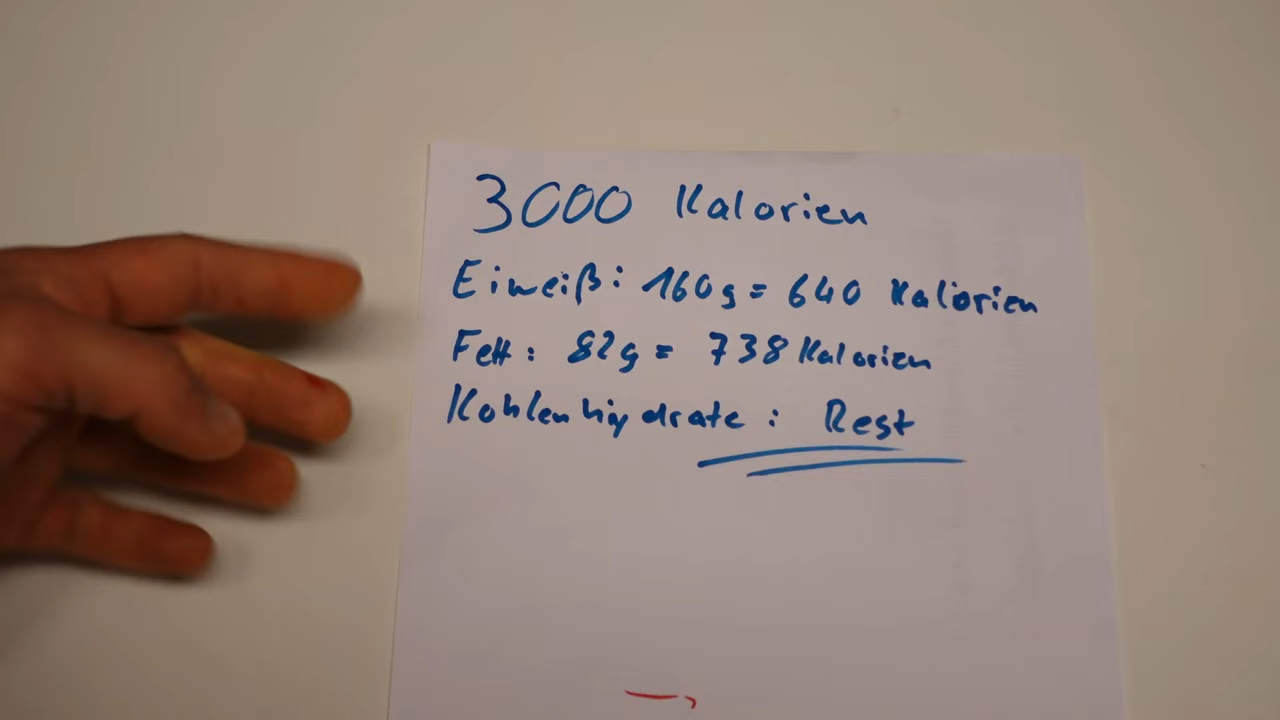 3000 Kalorien
Eiweiß: 160g = 640 Kalorien
Fett: 82g = 738 Kalorien
Kohlenhydrate: Rest